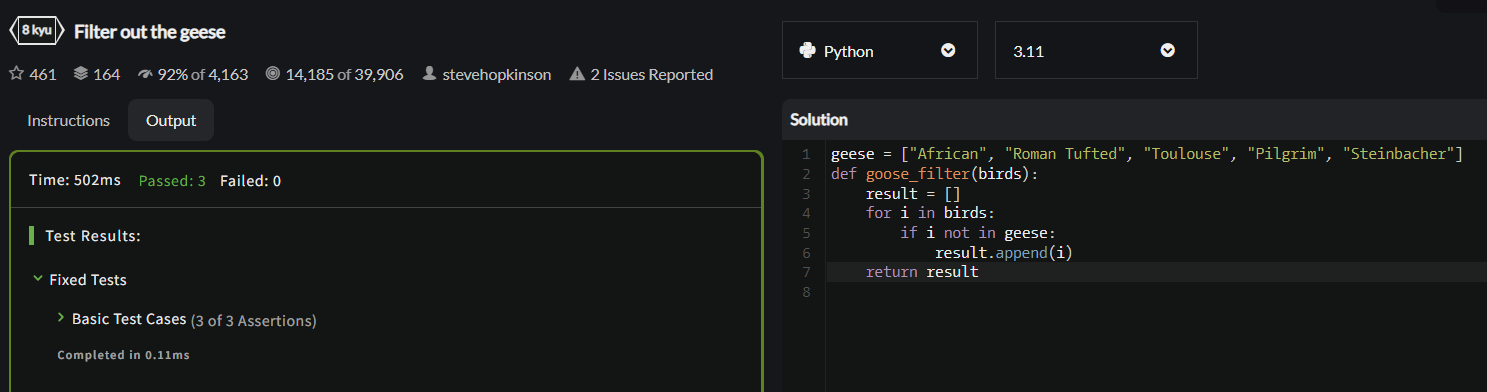 8 kyu Filter out the geese
461 164 92% of 4,163 14,185 of 39,906 stevehopkinson 2 Issues Reported
Instructions Output
Time: 502ms Passed: 3 Failed: 0
Test Results:
Fixed Tests
Basic Test Cases (3 of 3 Assertions)
Completed in 0.11ms
Python 3.11
Solution
1 geese = ["African", "Roman Tufted", "Toulouse", "Pilgrim", "Steinbacher"]
2 def goose_filter(birds):
3     result = []
4     for i in birds:
5         if i not in geese:
6             result.append(i)
7     return result
8